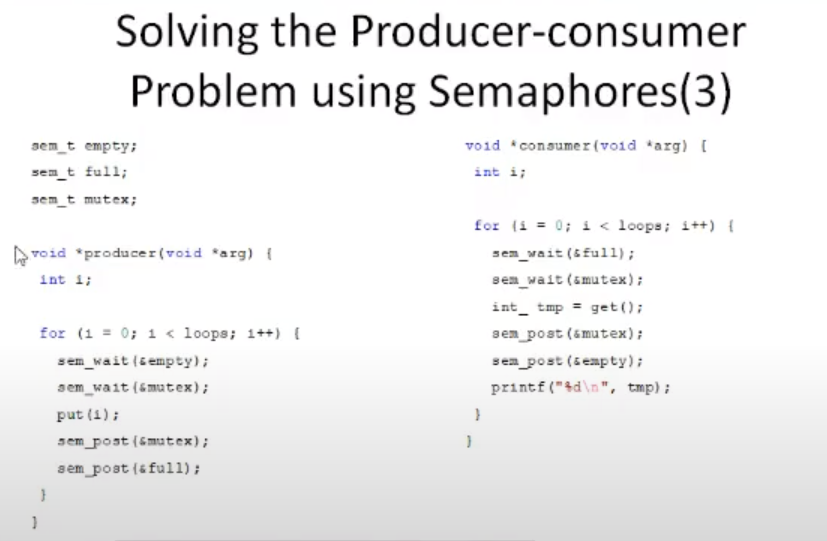 Solving the Producer-consumer
Problem using Semaphores(3)
sem_t empty;
sem_t full;
sem_t mutex;
void *producer(void *arg) {
int i;
for (i = 0; i < loops; i++) {
sem_wait(&empty);
sem_wait(&mutex);
put(i);
sem_post(&mutex);
sem_post(&full);
}
}
void *consumer(void *arg) {
int i;
for (i = 0; i < loops; i++) {
sem_wait(&full);
sem_wait(&mutex);
int_ tmp = get();
sem_post(&mutex);
sem_post(&empty);
printf("%d\n", tmp);
}
}